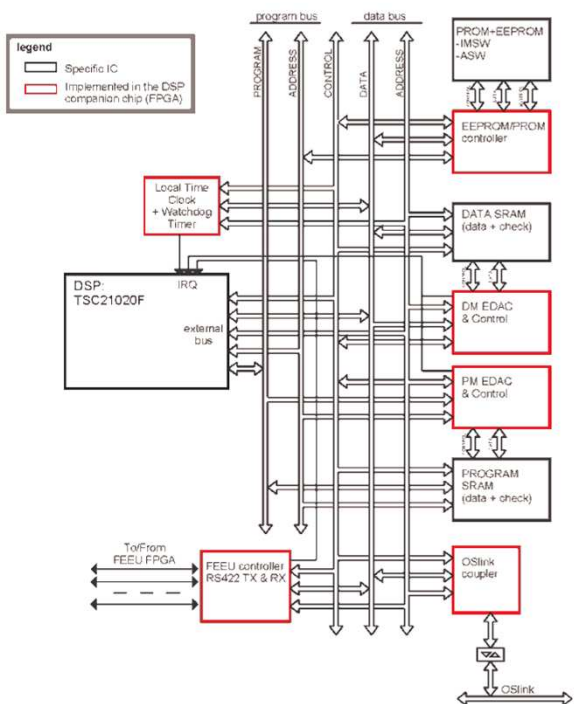 program bus
data bus
legend
Specific IC
Implemented in the DSP
companion chip (FPGA)
PROGRAM
ADDRESS
CONTROL
DATA
ADDRESS
PROM+EEPROM
-IMSW
-ASW
EEPROM/PROM
controller
Local Time
Clock
+ Watchdog
Timer
DATA SRAM
(data + check)
DSP:
TSC21020F
IRQ
external
bus
DM EDAC
& Control
PM EDAC
& Control
PROGRAM
SRAM
(data + check)
To/From
FEEU FPGA
FEEU controller
RS422 TX & RX
OSlink
coupler
OSlink